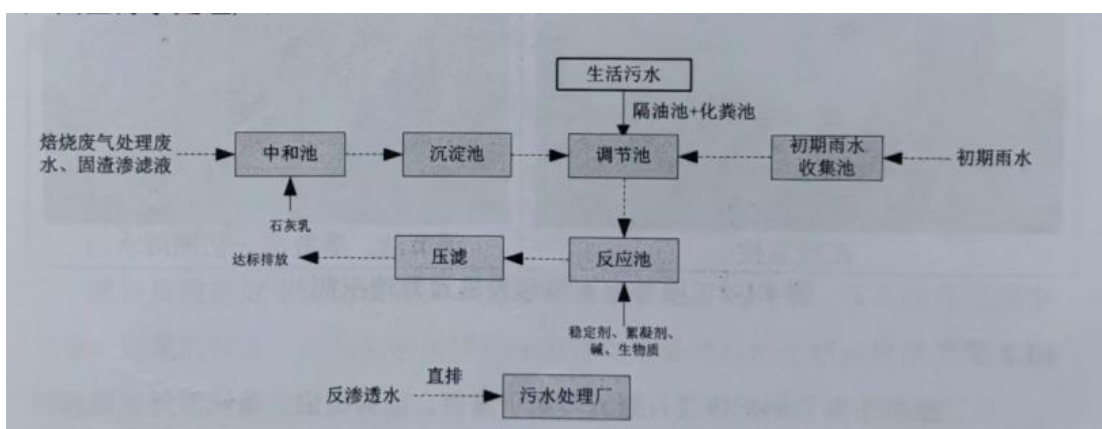 生活污水
隔油池+化粪池
焙烧废气处理废
水、固渣渗滤液
中和池
沉淀池
调节池
初期雨水
收集池
初期雨水
石灰乳
达标排放
压滤
反应池
稳定剂、絮凝剂、
碱、生物质
反渗透水
直排
污水处理厂